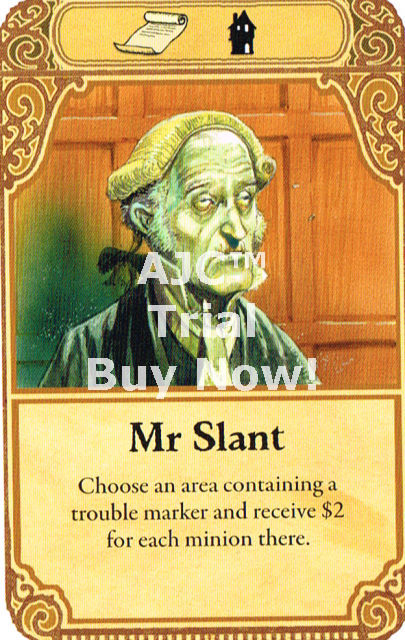 AJC™
Trial
Buy Now!
Mr Slant
Choose an area containing a
trouble marker and receive $2
for each minion there.